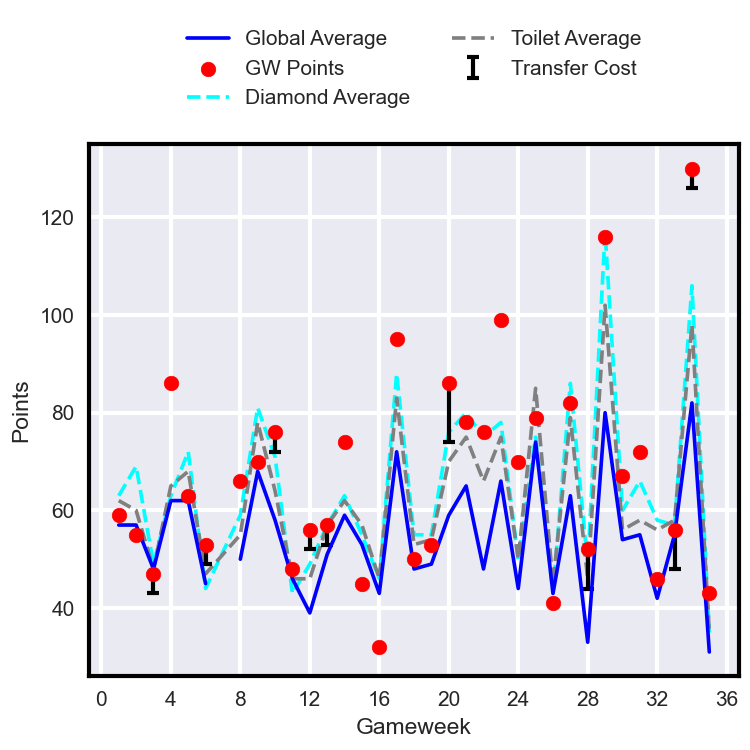 Global Average
GW Points
Diamond Average
Toilet Average
Transfer Cost
Points
120
100
80
60
40
0 4 8 12 16 20 24 28 32 36
Gameweek